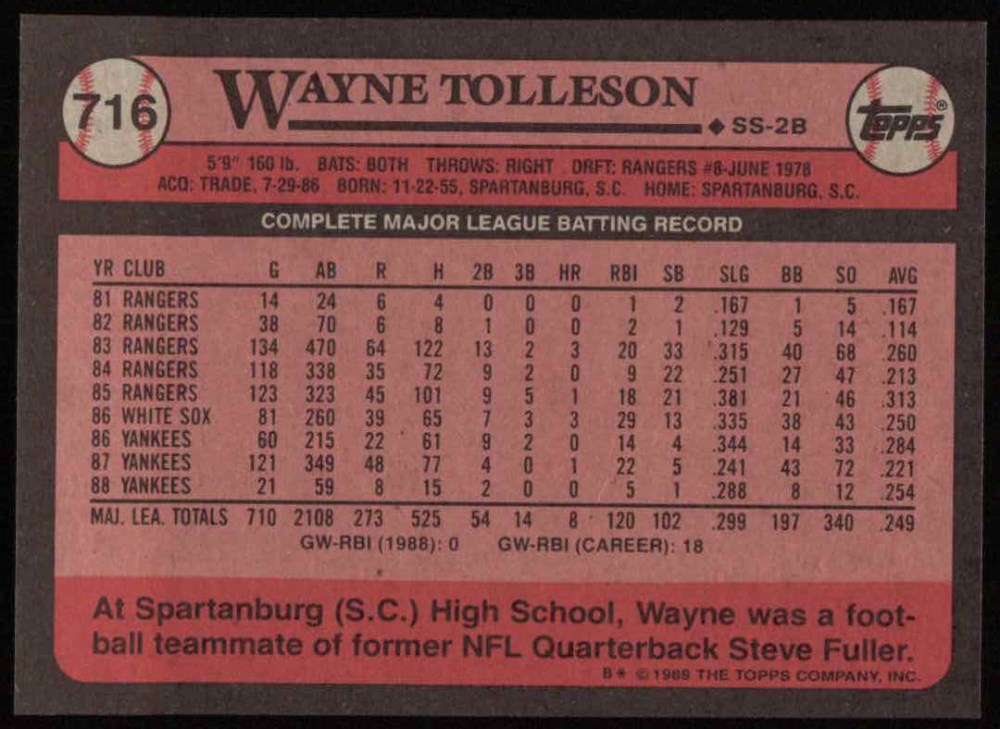 716
WAYNE TOLLESON
◆ SS-2B
TOPPS®
5'9" 160 lb. BATS: BOTH THROWS: RIGHT DRFT: RANGERS #8-JUNE 1978
ACQ: TRADE, 7-29-86 BORN: 11-22-55, SPARTANBURG, S.C. HOME: SPARTANBURG, S.C.
COMPLETE MAJOR LEAGUE BATTING RECORD
YR CLUB G AB R H 2B 3B HR RBI SB SLG BB SO AVG
81 RANGERS 14 24 6 4 0 0 0 1 2 .167 1 5 .167
82 RANGERS 38 70 6 8 1 0 0 2 1 .129 5 14 .114
83 RANGERS 134 470 64 122 13 2 3 20 33 .315 40 68 .260
84 RANGERS 118 338 35 72 9 2 0 9 22 .251 27 47 .213
85 RANGERS 123 323 45 101 9 5 1 18 21 .381 21 46 .313
86 WHITE SOX 81 260 39 65 7 3 3 29 13 .335 38 43 .250
86 YANKEES 60 215 22 61 9 2 0 14 4 .344 14 33 .284
87 YANKEES 121 349 48 77 4 0 1 22 5 .241 43 72 .221
88 YANKEES 21 59 8 15 2 0 0 5 1 .288 8 12 .254
MAJ. LEA. TOTALS 710 2108 273 525 54 14 8 120 102 .299 197 340 .249
GW-RBI (1988): 0 GW-RBI (CAREER): 18
At Spartanburg (S.C.) High School, Wayne was a foot-
ball teammate of former NFL Quarterback Steve Fuller.
B* © 1989 THE TOPPS COMPANY, INC.